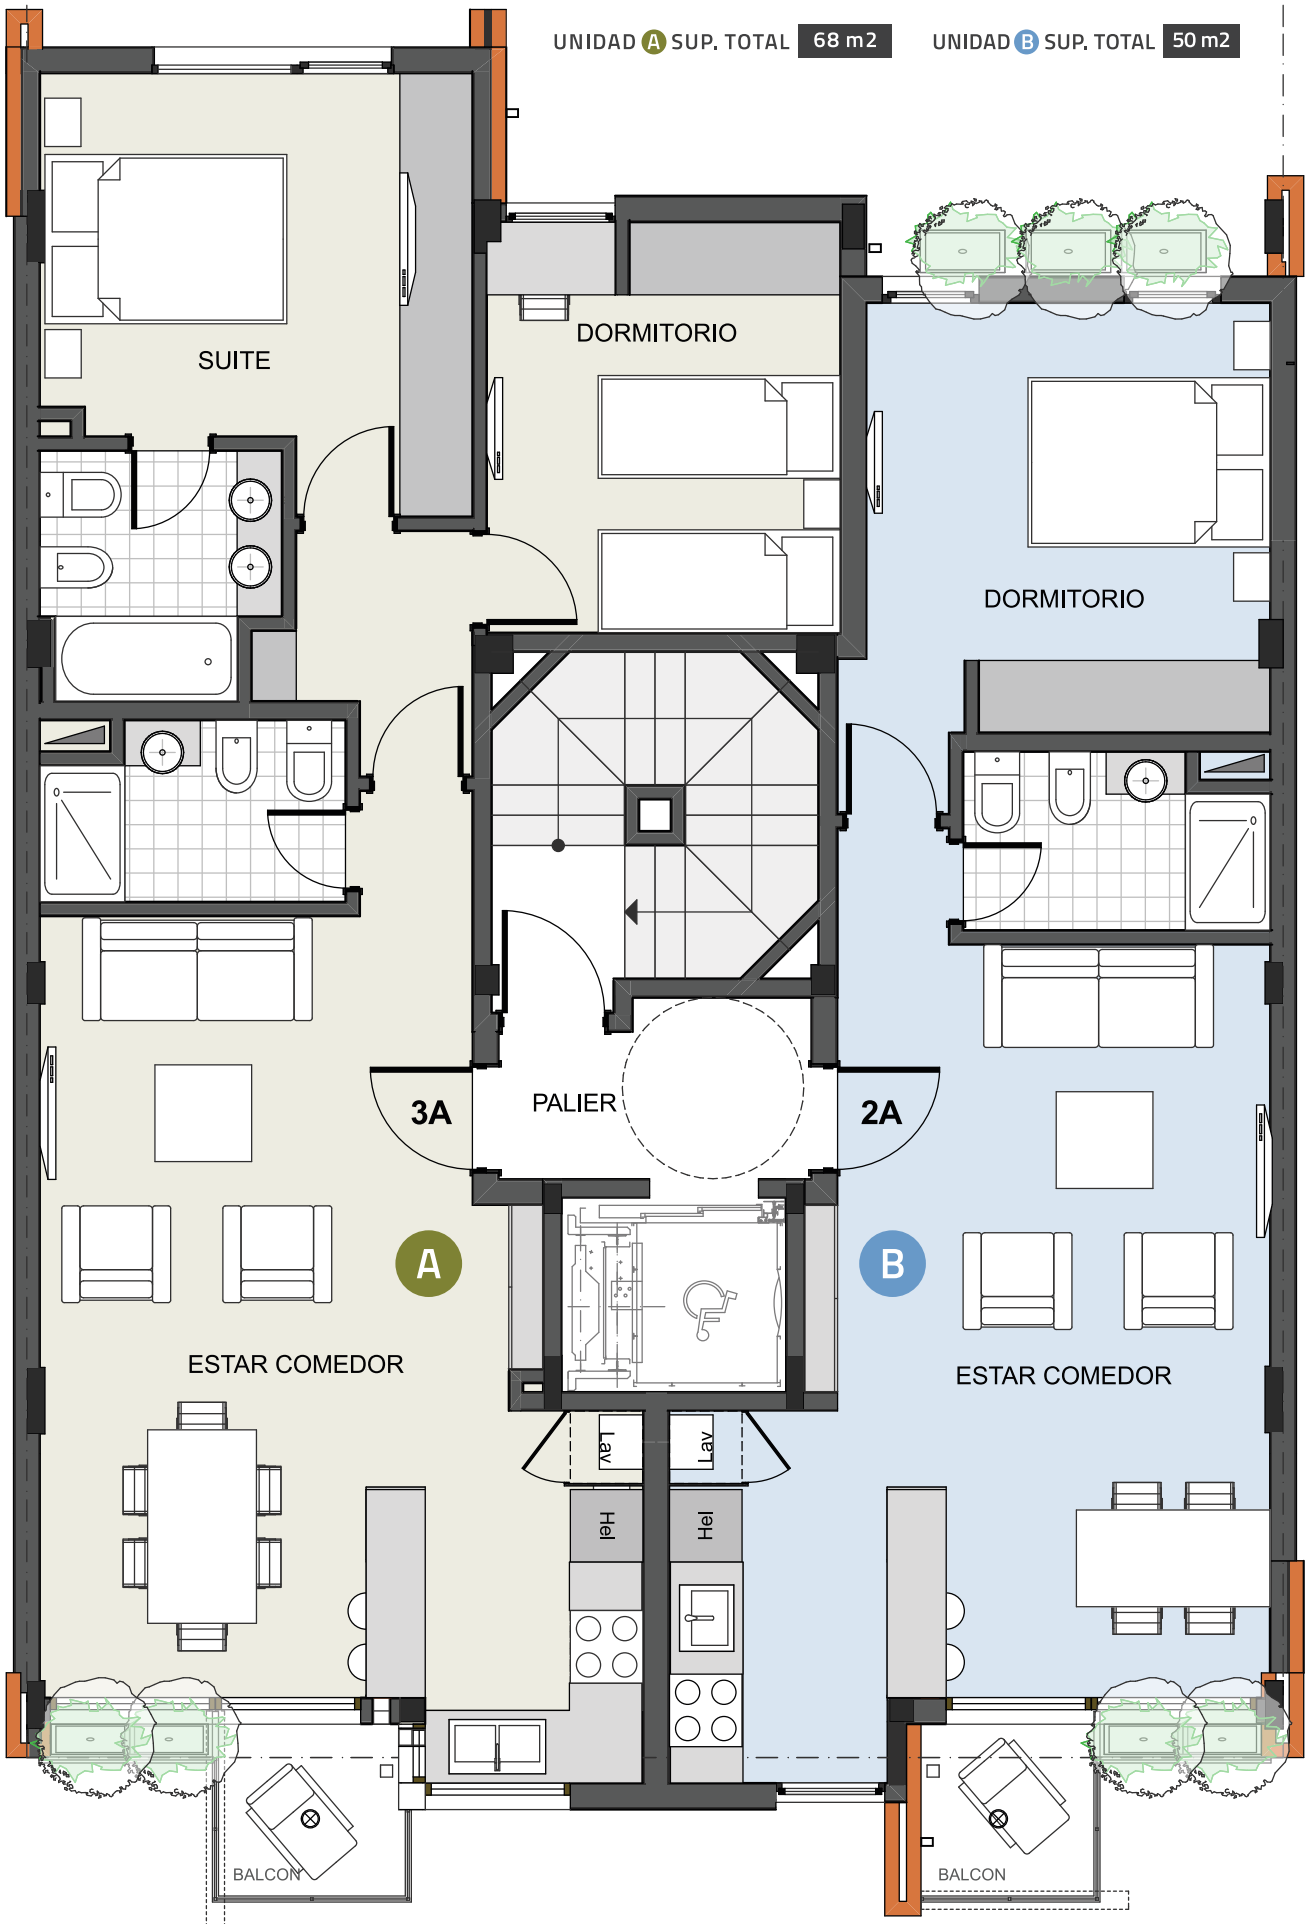 UNIDAD A SUP. TOTAL 68 m2 UNIDAD B SUP. TOTAL 50 m2
DORMITORIO
SUITE
DORMITORIO
PALIER
3A
2A
A
B
ESTAR COMEDOR
ESTAR COMEDOR
Lav
Lav
Hel
Hel
BALCON
BALCON